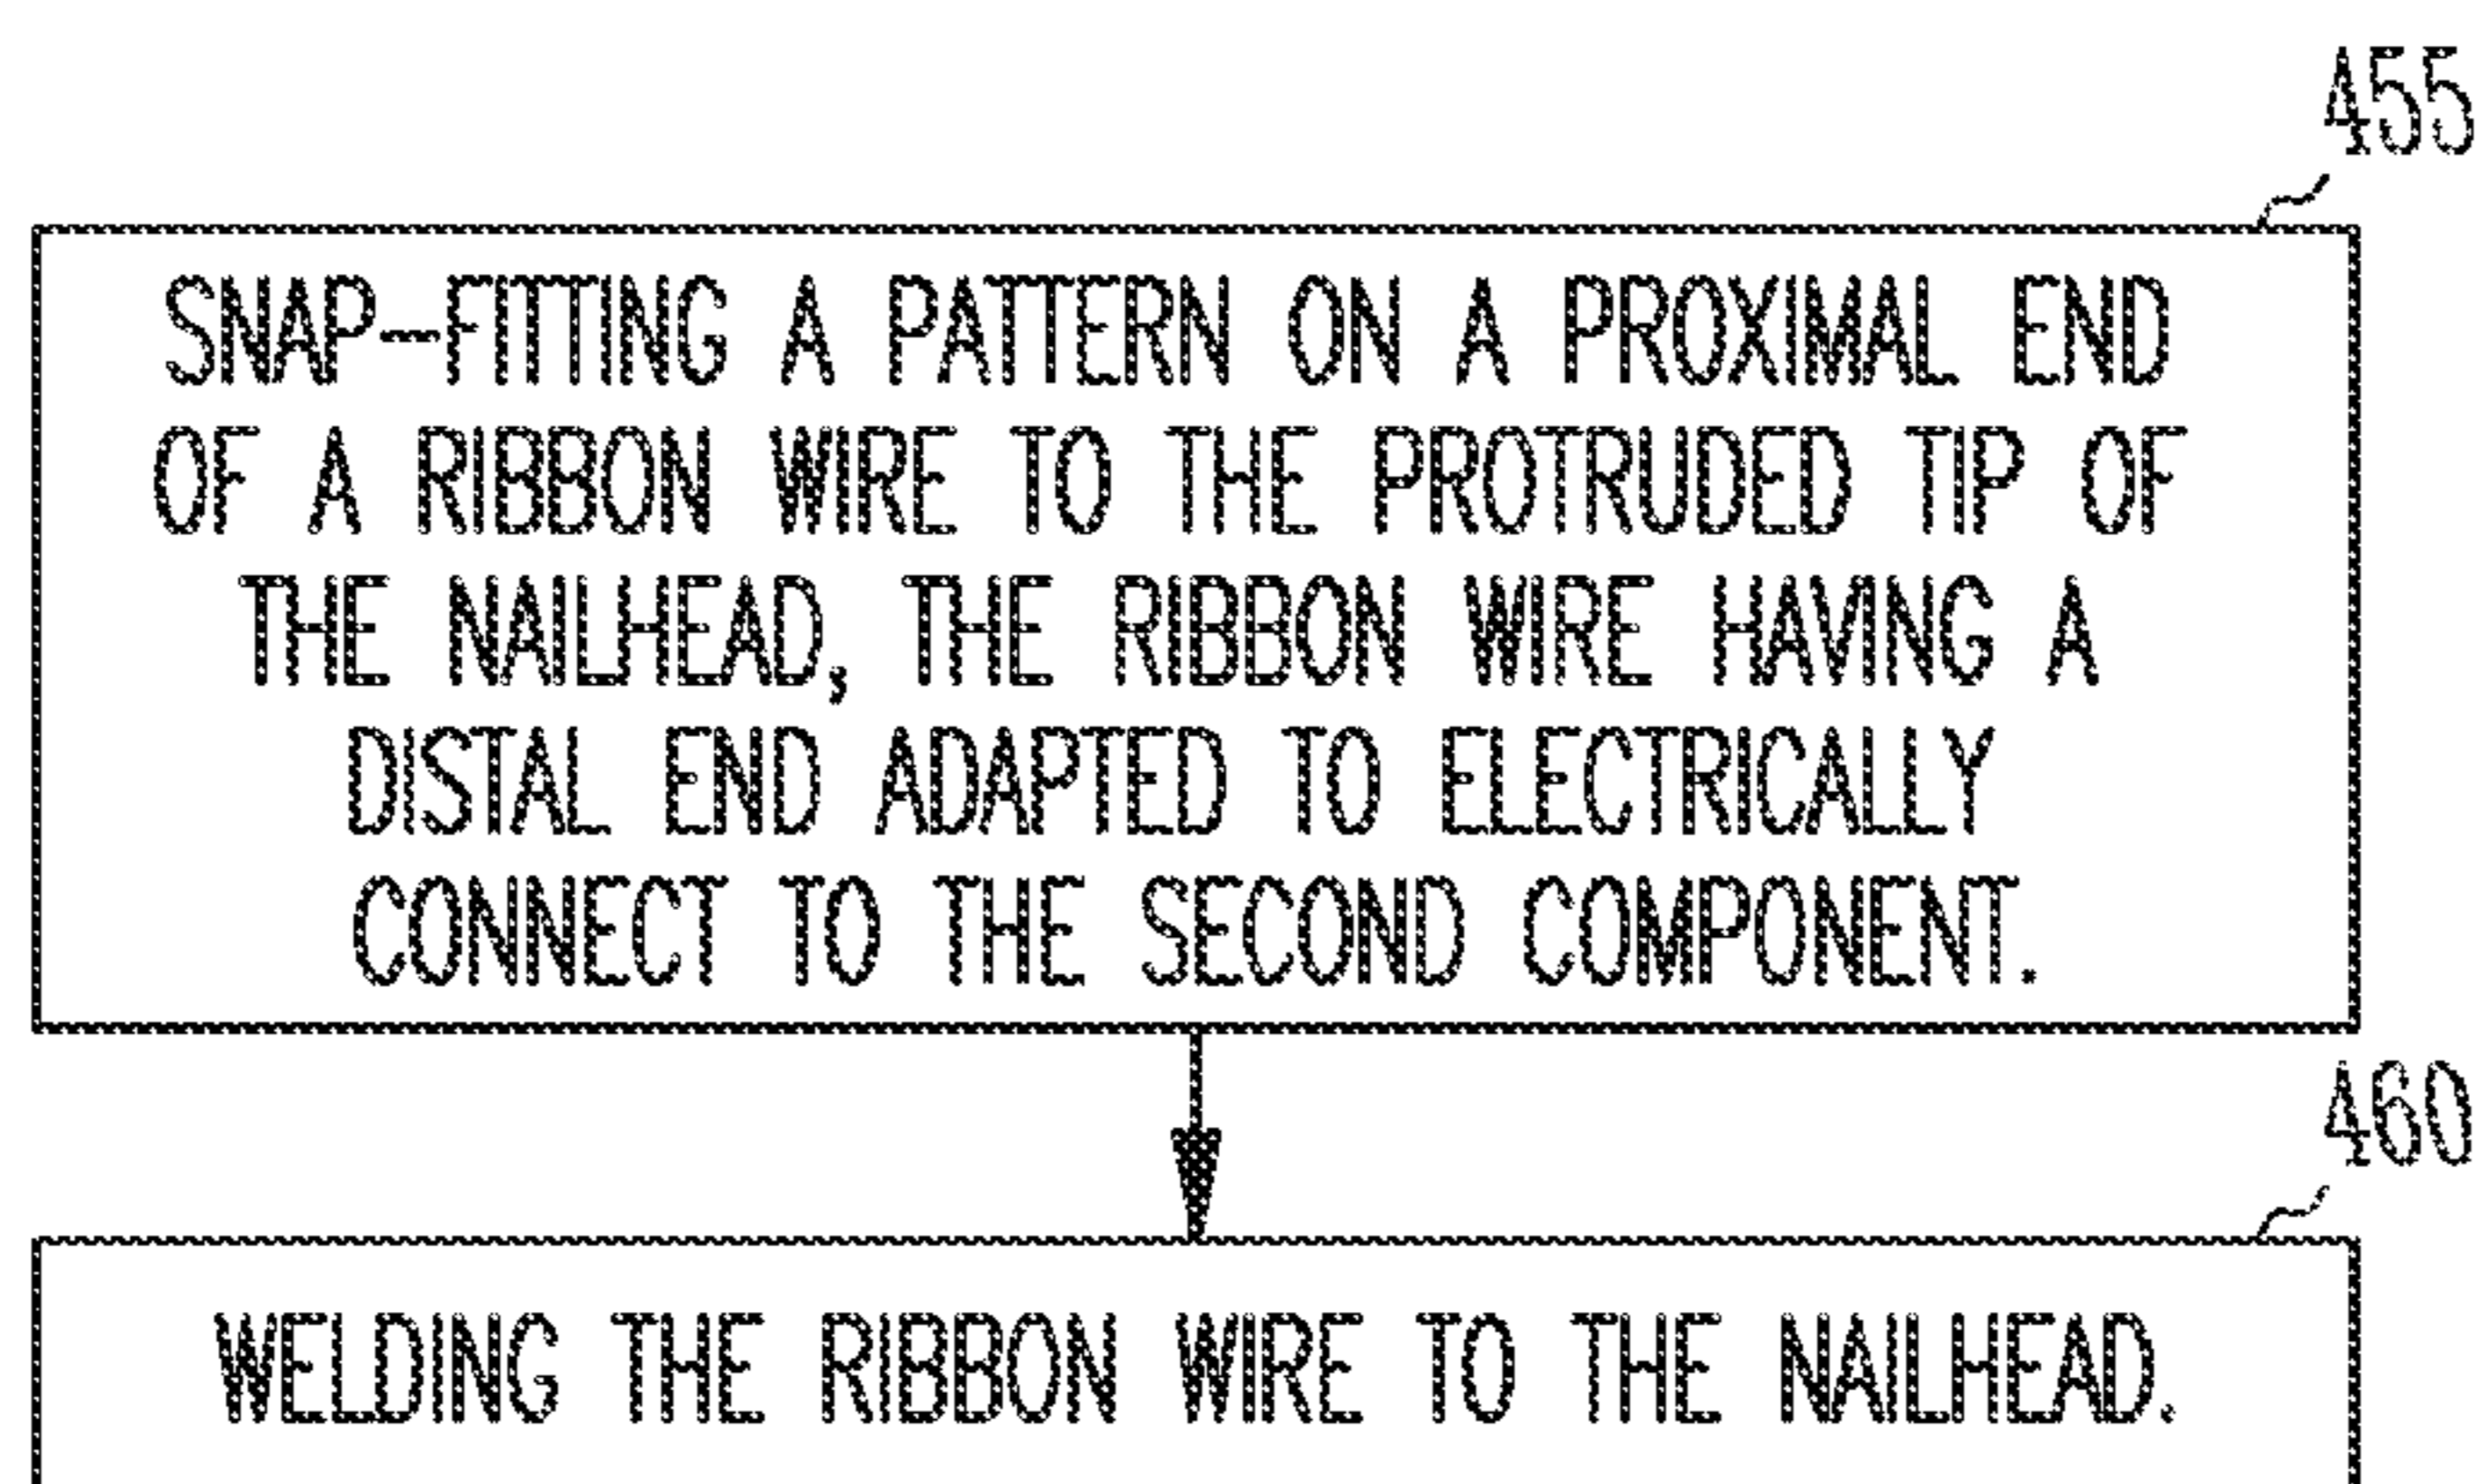 455
SNAP-FITTING A PATTERN ON A PROXIMAL END
OF A RIBBON WIRE TO THE PROTRUDED TIP OF
THE NAILHEAD, THE RIBBON WIRE HAVING A
DISTAL END ADAPTED TO ELECTRICALLY
CONNECT TO THE SECOND COMPONENT.
460
WELDING THE RIBBON WIRE TO THE NAILHEAD.